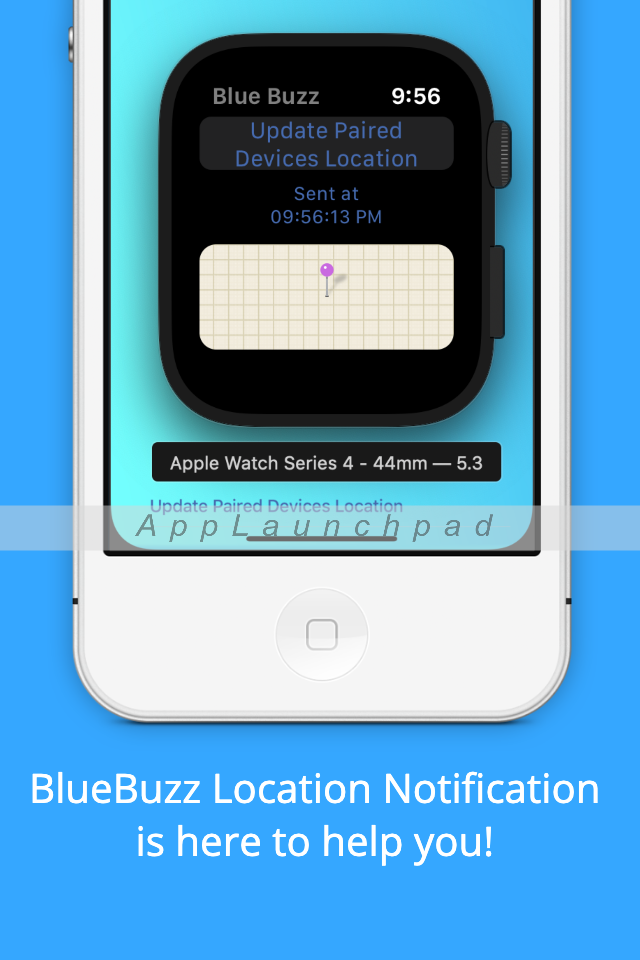 Blue Buzz 9:56
Update Paired
Devices Location
Sent at
09:56:13 PM
Apple Watch Series 4 - 44mm — 5.3
Update Paired Devices Location
AppLaunchpad
BlueBuzz Location Notification
is here to help you!